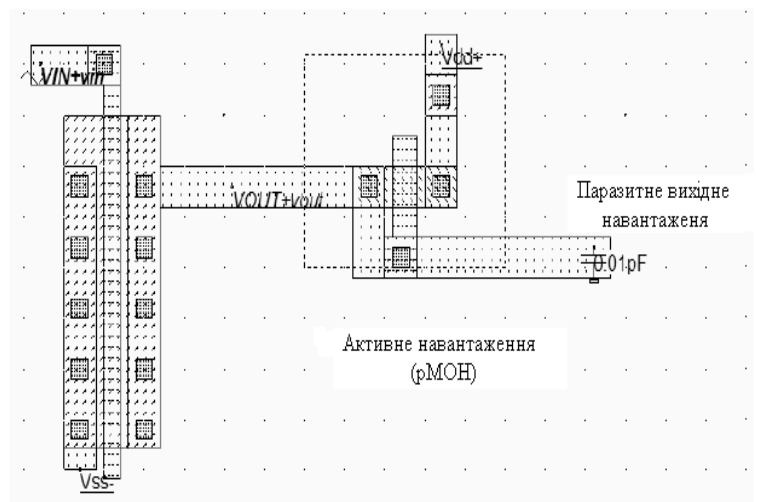 Vdd+
VIN+vin
VOUT+vout
Паразитне вихідне
навантаженя
0.01pF
Активне навантаження
(pМОН)
Vss-